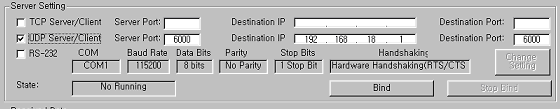 Server Setting
TCP Server/Client Server Port: Destination IP . . . Destination Port:
UDP Server/Client Server Port: 6000 Destination IP 192 . 168 . 18 . 1 Destination Port: 6000
RS-232 COM Baud Rate Data Bits Parity Stop Bits Handshaking
COM1 115200 8 bits No Parity 1 Stop Bit Hardware Handshaking(RTS/CTS Change Setting
State: No Running Bind Stop Bind